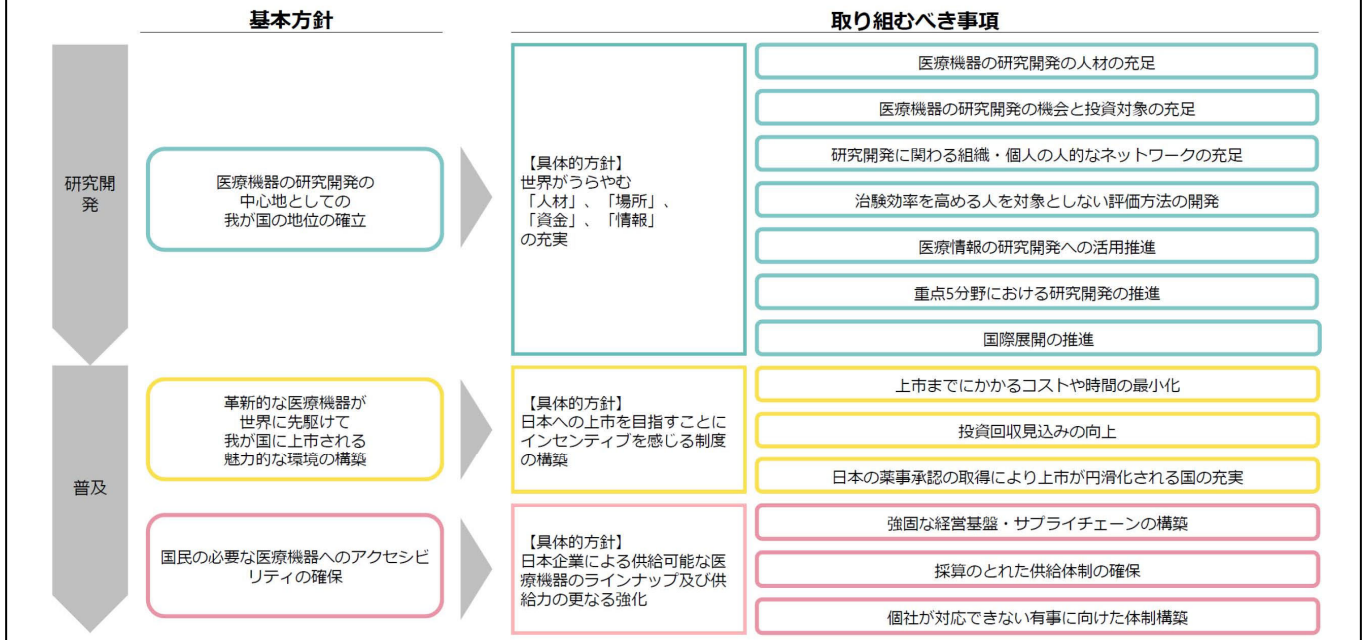 基本方針
取り組むべき事項
研究開
発
医療機器の研究開発の
中心地としての
我が国の地位の確立
【具体的方針】
世界がうらやむ
「人材」、「場所」、
「資金」、「情報」
の充実
医療機器の研究開発の人材の充足
医療機器の研究開発の機会と投資対象の充足
研究開発に関わる組織・個人の人的なネットワークの充足
治験効率を高める人を対象としない評価方法の開発
医療情報の研究開発への活用推進
重点5分野における研究開発の推進
国際展開の推進
普及
革新的な医療機器が
世界に先駆けて
我が国に上市される
魅力的な環境の構築
【具体的方針】
日本への上市を目指すことに
インセンティブを感じる制度
の構築
上市までにかかるコストや時間の最小化
投資回収見込みの向上
日本の薬事承認の取得により上市が円滑化される国の充実
国民の必要な医療機器へのアクセシビ
リティの確保
【具体的方針】
日本企業による供給可能な医
療機器のラインナップ及び供
給力の更なる強化
強固な経営基盤・サプライチェーンの構築
採算のとれた供給体制の確保
個社が対応できない有事に向けた体制構築